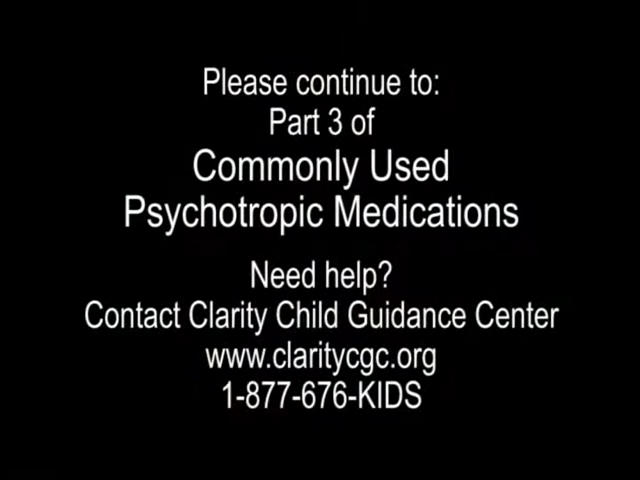 Please continue to:
Part 3 of
Commonly Used
Psychotropic Medications
Need help?
Contact Clarity Child Guidance Center
www.claritycgc.org
1-877-676-KIDS